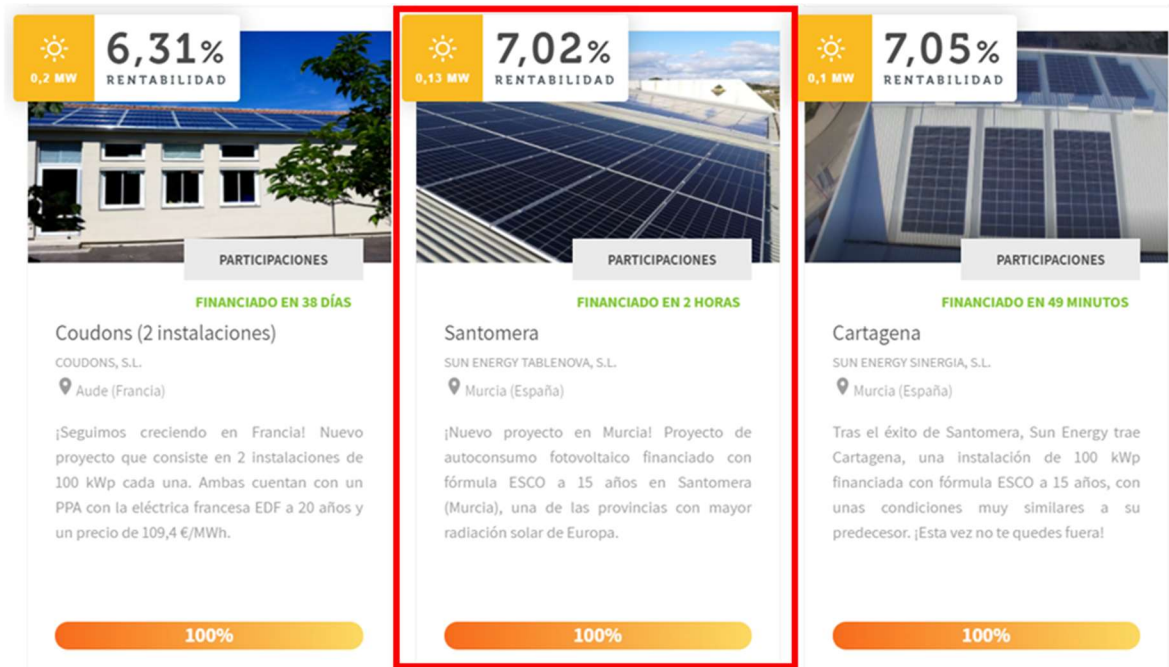 0,2 MW
6,31%
RENTABILIDAD
PARTICIPACIONES
FINANCIADO EN 38 DÍAS
Coudons (2 instalaciones)
COUDONS, S.L.
Aude (Francia)
¡Seguimos creciendo en Francia! Nuevo
proyecto que consiste en 2 instalaciones de
100 kWp cada una. Ambas cuentan con un
PPA con la eléctrica francesa EDF a 20 años y
un precio de 109,4 €/MWh.
100%
0,13 MW
7,02%
RENTABILIDAD
PARTICIPACIONES
FINANCIADO EN 2 HORAS
Santomera
SUN ENERGY TABLENOVA, S.L.
Murcia (España)
¡Nuevo proyecto en Murcia! Proyecto de
autoconsumo fotovoltaico financiado con
fórmula ESCO a 15 años en Santomera
(Murcia), una de las provincias con mayor
radiación solar de Europa.
100%
0,1 MW
7,05%
RENTABILIDAD
PARTICIPACIONES
FINANCIADO EN 49 MINUTOS
Cartagena
SUN ENERGY SINERGIA, S.L.
Murcia (España)
Tras el éxito de Santomera, Sun Energy trae
Cartagena, una instalación de 100 kWp
financiada con fórmula ESCO a 15 años, con
unas condiciones muy similares a su
predecesor. ¡Esta vez no te quedes fuera!
100%